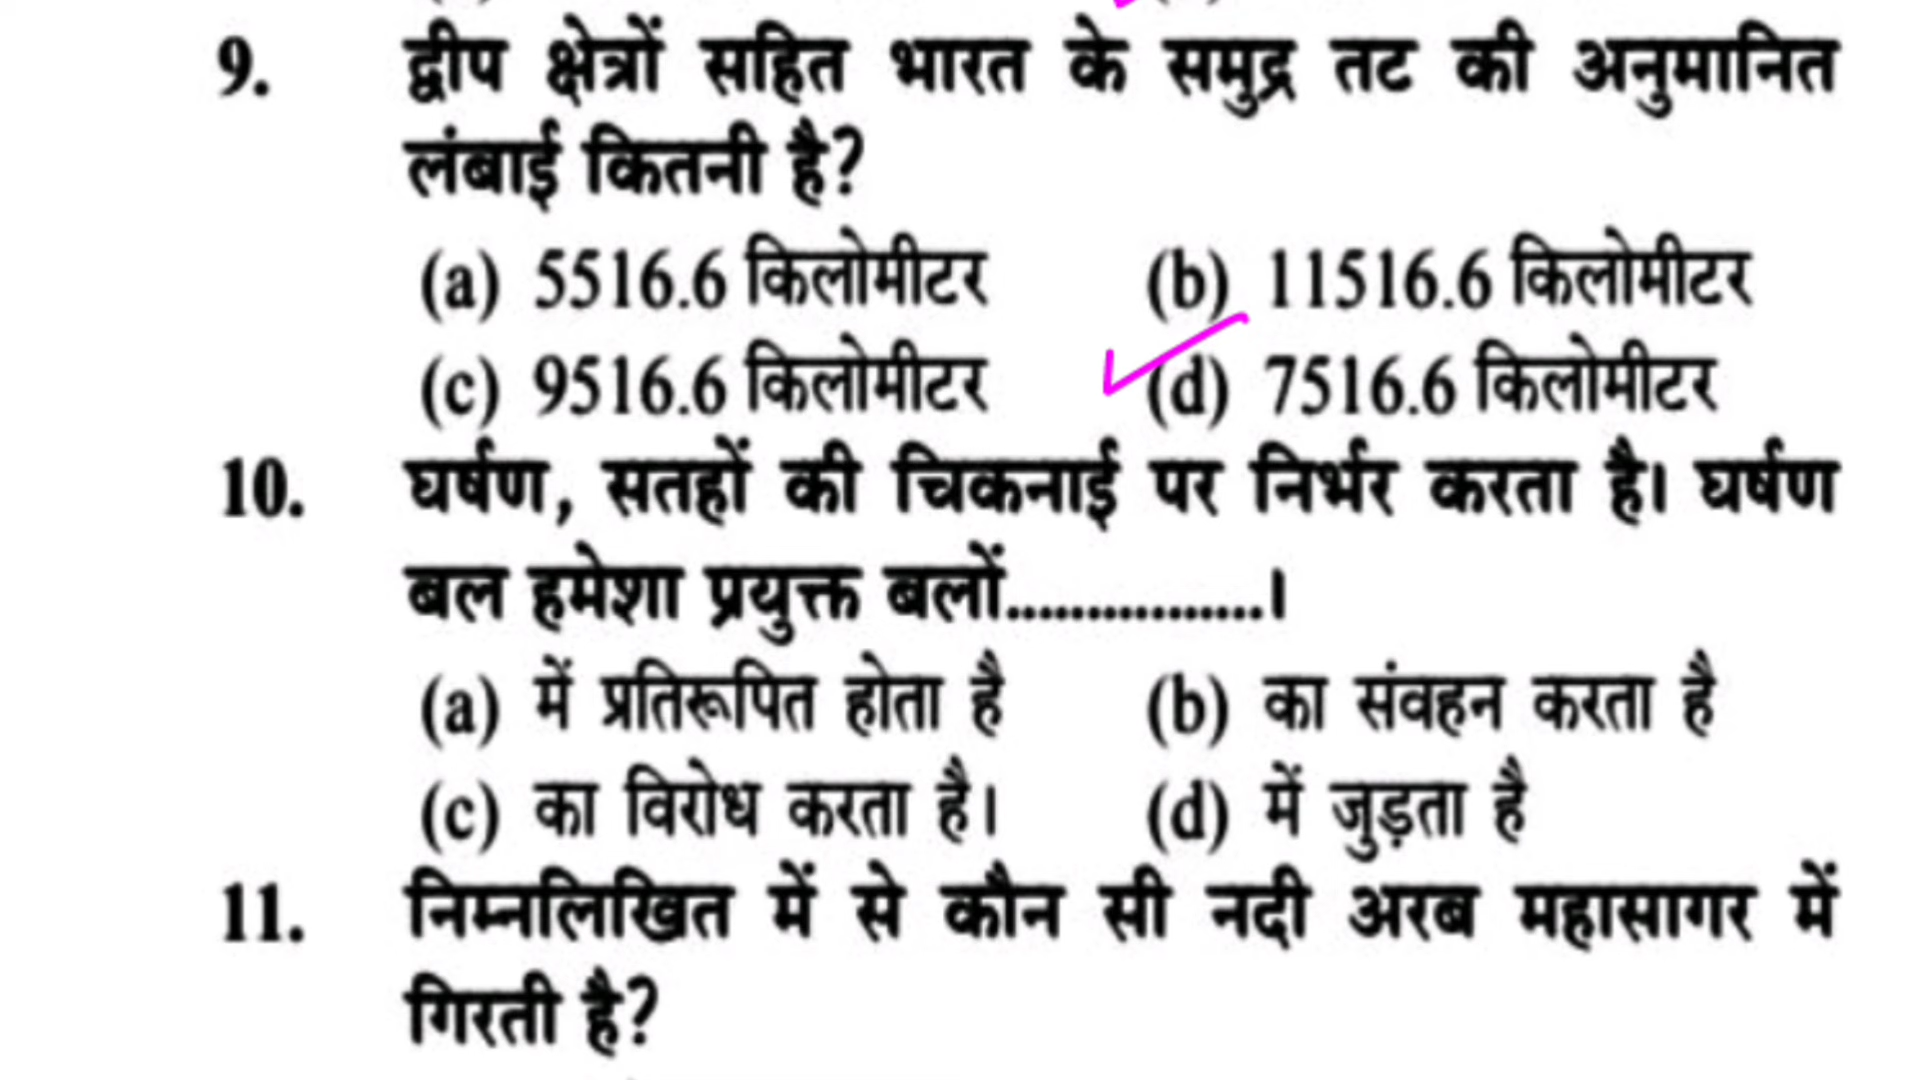 9. द्वीप क्षेत्रों सहित भारत के समुद्र तट की अनुमानित
लंबाई कितनी है?
(a) 5516.6 किलोमीटर (b) 11516.6 किलोमीटर
(c) 9516.6 किलोमीटर (d) 7516.6 किलोमीटर
10. घर्षण, सतहों की चिकनाई पर निर्भर करता है। घर्षण
बल हमेशा प्रयुक्त बलों................।
(a) में प्रतिरूपित होता है (b) का संवहन करता है
(c) का विरोध करता है। (d) में जुड़ता है
11. निम्नलिखित में से कौन सी नदी अरब महासागर में
गिरती है?